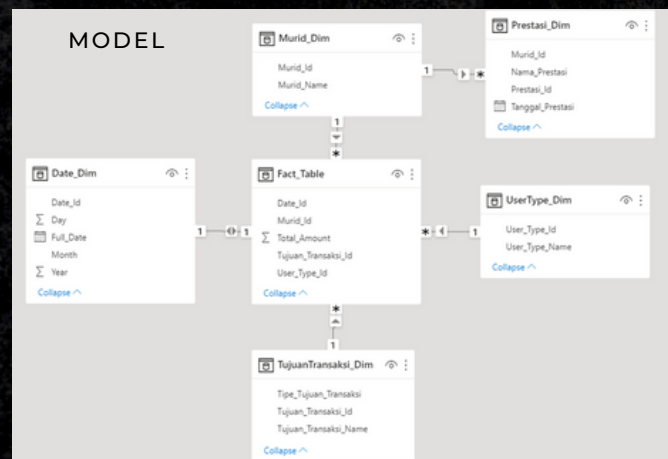 MODEL
Murid_Dim
Murid_Id
Murid_Name
Collapse
Prestasi_Dim
Murid_Id
Nama_Prestasi
Prestasi_Id
Tanggal_Prestasi
Collapse
1
*
1
*
Date_Dim
Date_Id
Σ Day
Full_Date
Month
Σ Year
Collapse
1
1
Fact_Table
Date_Id
Murid_Id
Σ Total_Amount
Tujuan_Transaksi_Id
User_Type_Id
Collapse
*
1
UserType_Dim
User_Type_Id
User_Type_Name
Collapse
*
1
TujuanTransaksi_Dim
Tipe_Tujuan_Transaksi
Tujuan_Transaksi_Id
Tujuan_Transaksi_Name
Collapse